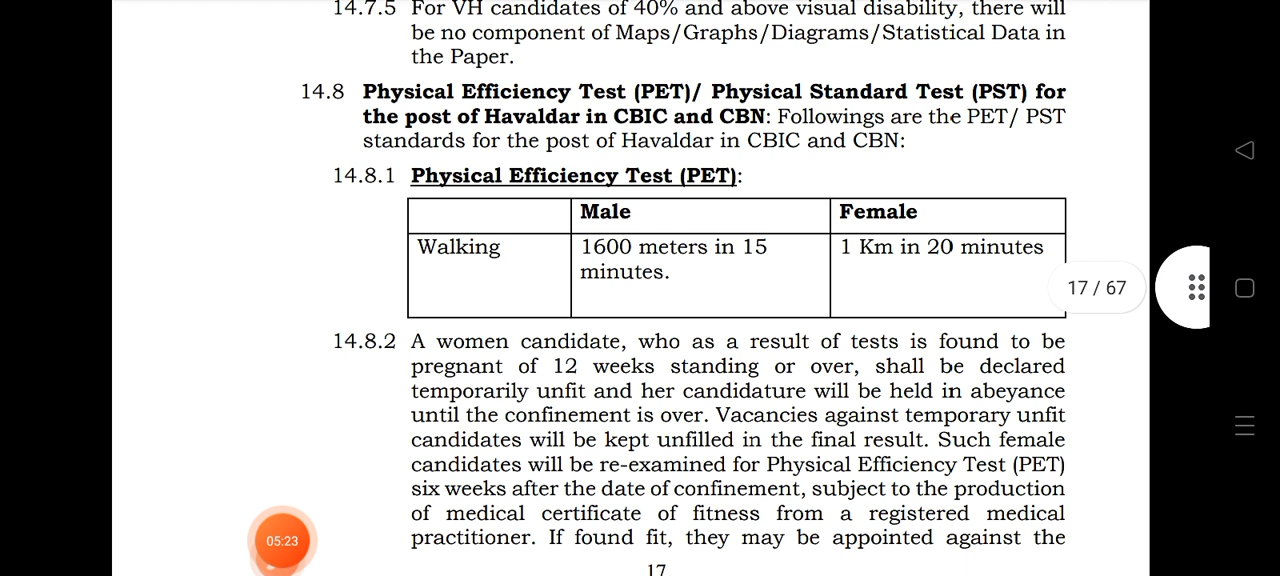 14.7.5 For VH candidates of 40% and above visual disability, there will
be no component of Maps/Graphs/Diagrams/Statistical Data in
the Paper.
14.8 Physical Efficiency Test (PET)/ Physical Standard Test (PST) for
the post of Havaldar in CBIC and CBN: Followings are the PET/ PST
standards for the post of Havaldar in CBIC and CBN:
14.8.1 Physical Efficiency Test (PET):
Male Female
Walking 1600 meters in 15 1 Km in 20 minutes
minutes.
17 / 67
14.8.2 A women candidate, who as a result of tests is found to be
pregnant of 12 weeks standing or over, shall be declared
temporarily unfit and her candidature will be held in abeyance
until the confinement is over. Vacancies against temporary unfit
candidates will be kept unfilled in the final result. Such female
candidates will be re-examined for Physical Efficiency Test (PET)
six weeks after the date of confinement, subject to the production
of medical certificate of fitness from a registered medical
practitioner. If found fit, they may be appointed against the
05:23
17